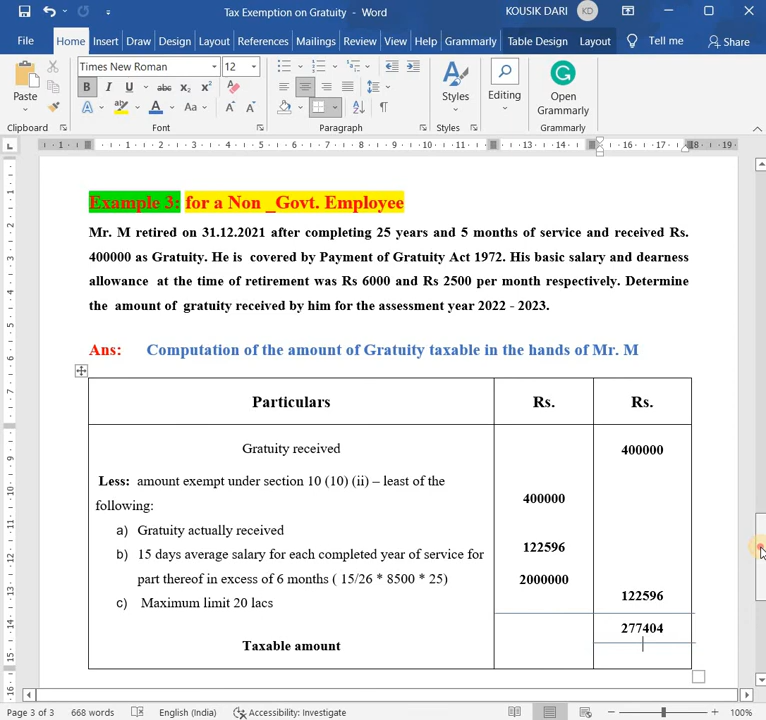 Tax Exemption on Gratuity - Word
KOUSIK DARI
KD
File
Home
Insert
Draw
Design
Layout
References
Mailings
Review
View
Help
Grammarly
Table Design
Layout
Tell me
Share
Times New Roman
12
Paste
Styles
Editing
Open
Grammarly
Clipboard
Font
Paragraph
Styles
Grammarly
Example 3: for a Non _Govt. Employee
Mr. M retired on 31.12.2021 after completing 25 years and 5 months of service and received Rs.
400000 as Gratuity. He is covered by Payment of Gratuity Act 1972. His basic salary and dearness
allowance at the time of retirement was Rs 6000 and Rs 2500 per month respectively. Determine
the amount of gratuity received by him for the assessment year 2022 - 2023.
Ans: Computation of the amount of Gratuity taxable in the hands of Mr. M
Particulars Rs. Rs.
Gratuity received 400000
Less: amount exempt under section 10 (10) (ii) – least of the
following:
400000
a) Gratuity actually received
b) 15 days average salary for each completed year of service for 122596
part thereof in excess of 6 months ( 15/26 * 8500 * 25) 2000000
c) Maximum limit 20 lacs 122596
277404
Taxable amount
Page 3 of 3
668 words
English (India)
Accessibility: Investigate
100%